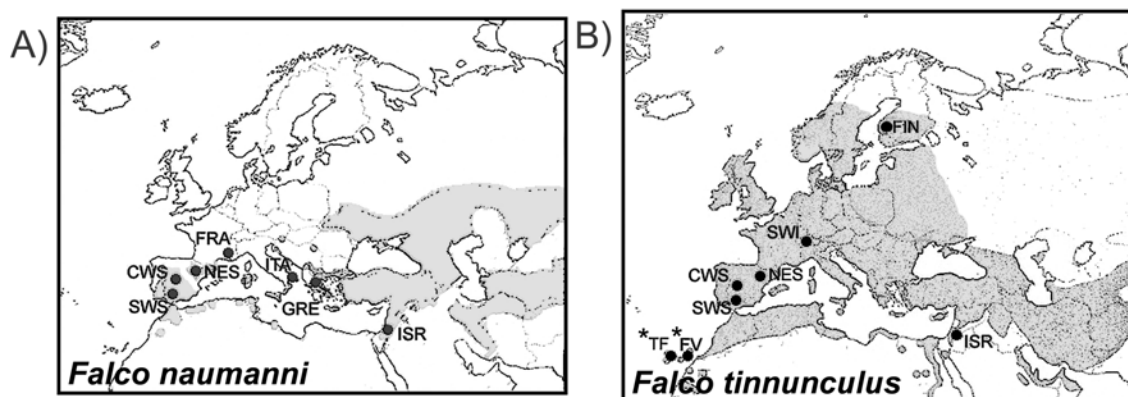 A)
FRA
CWS
NES
ITA
SWS
GRE
ISR
Falco naumanni
B)
FIN
SWI
CWS
NES
SWS
*TF *FV
ISR
Falco tinnunculus